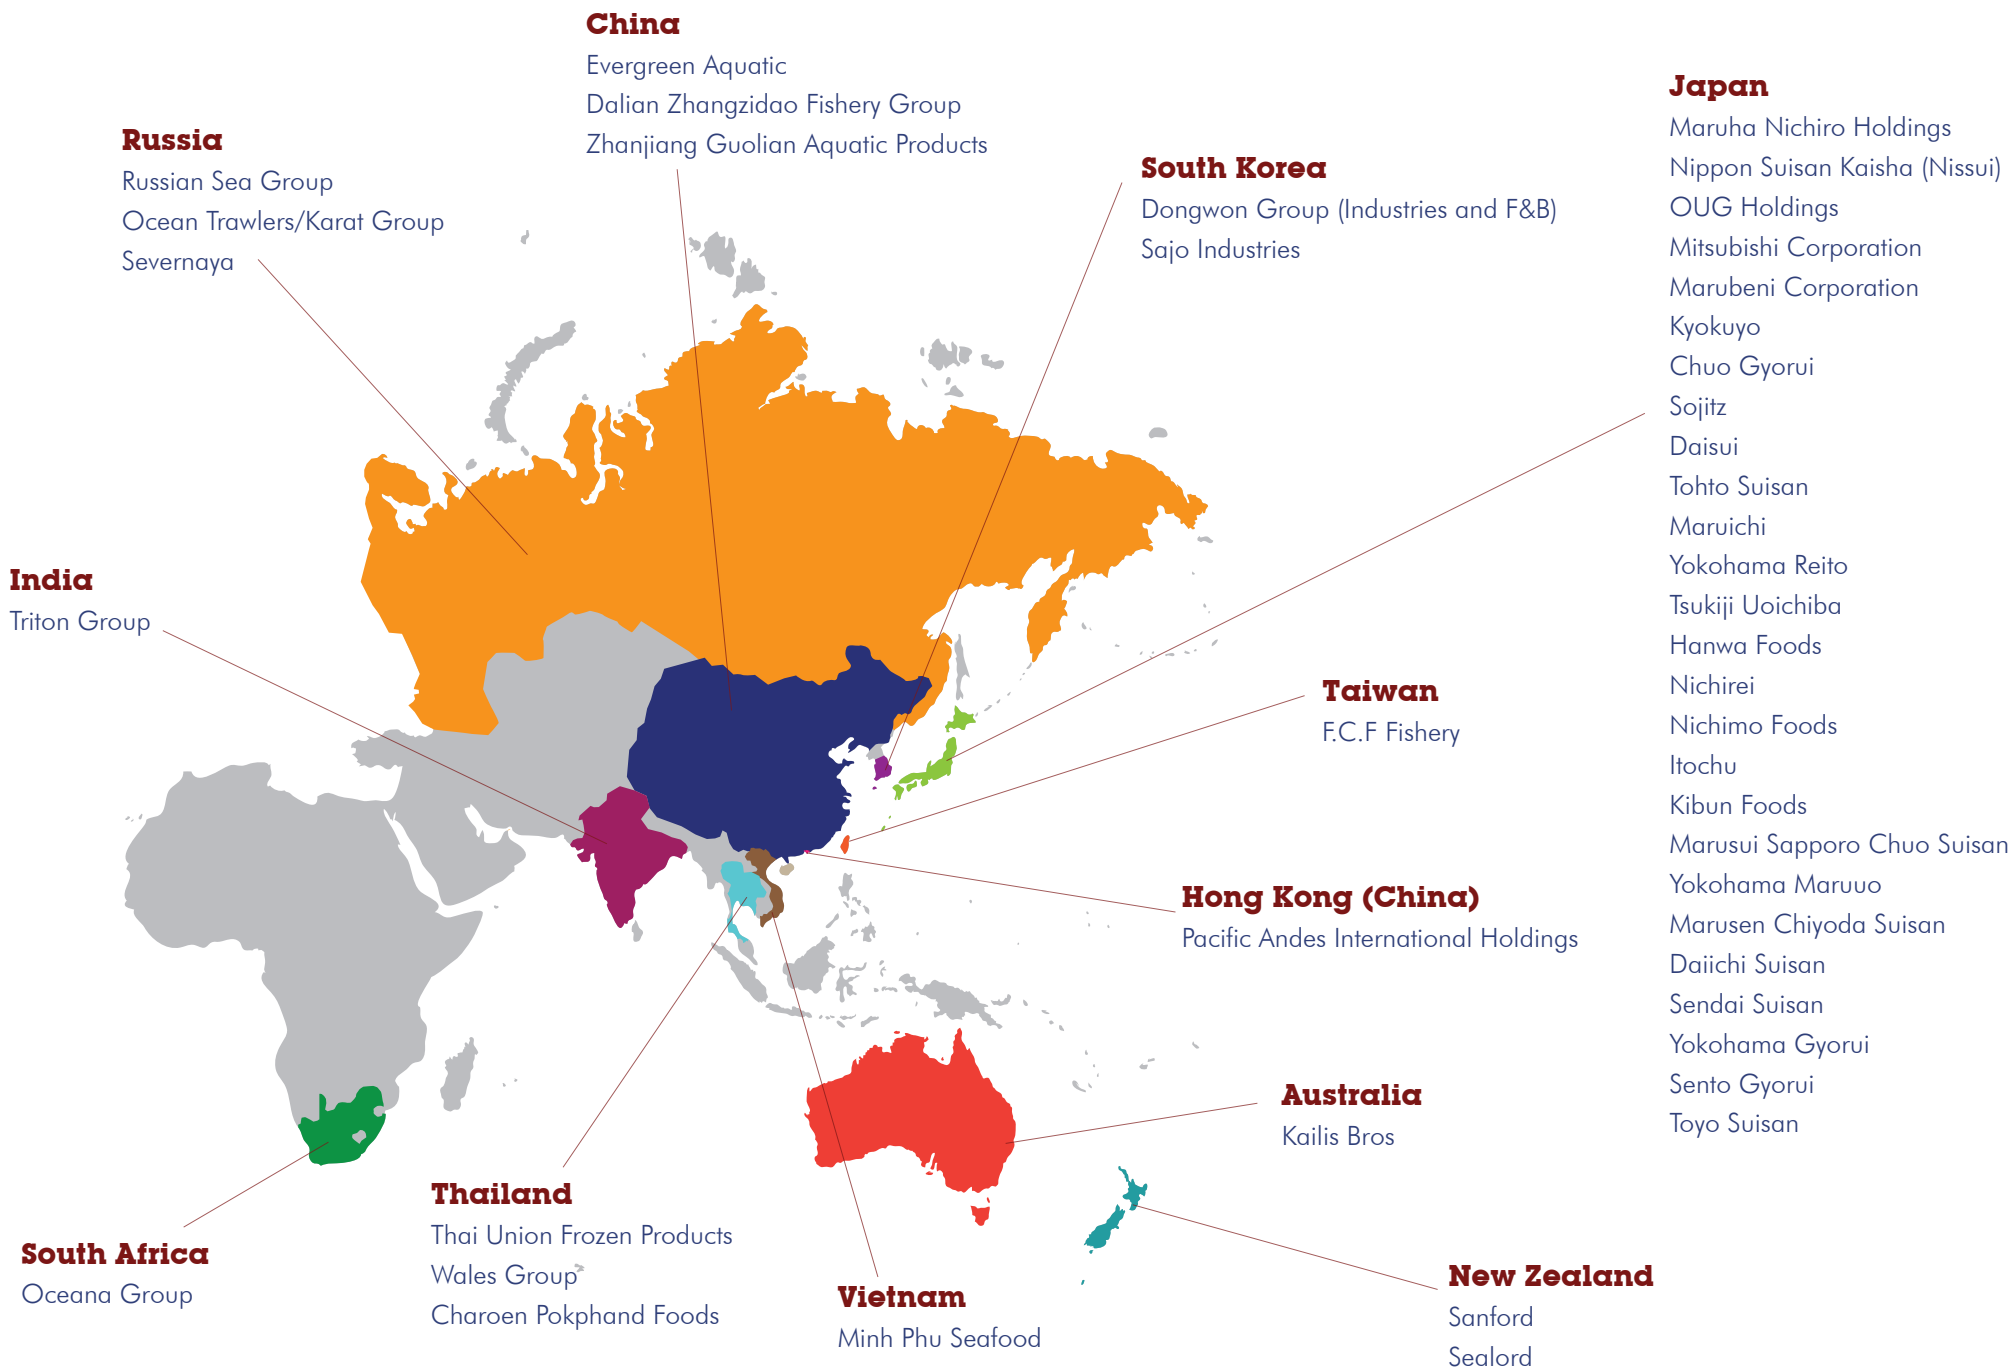 China
Evergreen Aquatic
Dalian Zhangzidao Fishery Group
Zhanjiang Guolian Aquatic Products
Russia
Russian Sea Group
Ocean Trawlers/Karat Group
Severnaya
South Korea
Dongwon Group (Industries and F&B)
Sajo Industries
Japan
Maruha Nichiro Holdings
Nippon Suisan Kaisha (Nissui)
OUG Holdings
Mitsubishi Corporation
Marubeni Corporation
Kyokuyo
Chuo Gyorui
Sojitz
Daisui
Tohto Suisan
Maruichi
Yokohama Reito
Tsukiji Uoichiba
Hanwa Foods
Nichirei
Nichimo Foods
Itochu
Kibun Foods
Marusui Sapporo Chuo Suisan
Yokohama Maruuo
Marusen Chiyoda Suisan
Daiichi Suisan
Sendai Suisan
Yokohama Gyorui
Sento Gyorui
Toyo Suisan
India
Triton Group
Taiwan
F.C.F Fishery
Hong Kong (China)
Pacific Andes International Holdings
Australia
Kailis Bros
South Africa
Oceana Group
Thailand
Thai Union Frozen Products
Wales Group
Charoen Pokphand Foods
Vietnam
Minh Phu Seafood
New Zealand
Sanford
Sealord